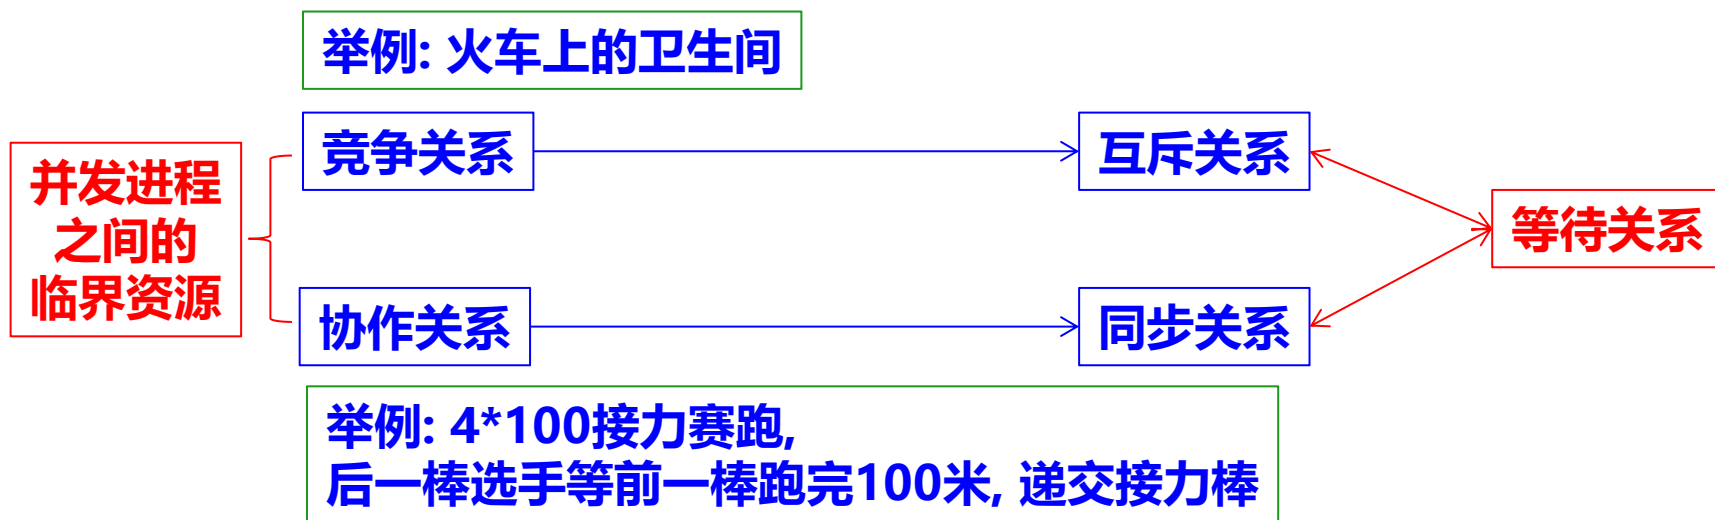 举例: 火车上的卫生间
竞争关系
互斥关系
并发进程
之间的
临界资源
等待关系
协作关系
同步关系
举例: 4*100接力赛跑,
后一棒选手等前一棒跑完100米, 递交接力棒